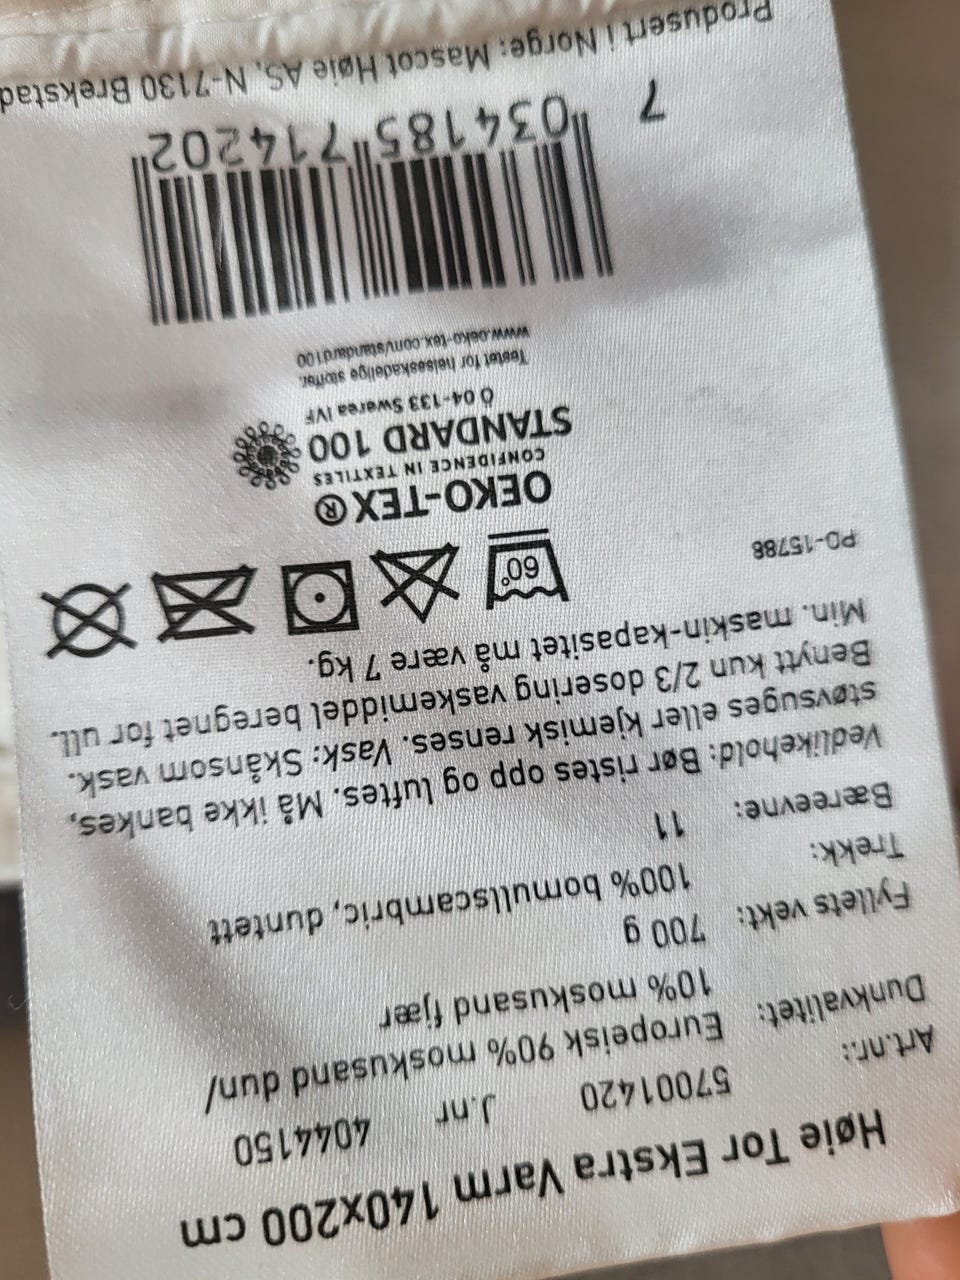 Høie Tor Ekstra Varm 140x200 cm
Art.nr.: 57001420 J.nr 4044150
Dunkvalitet: Europeisk 90% moskusand dun/
10% moskusand fjær
Fyllets vekt: 700 g
Trekk: 100% bomullscambric, duntett
Bæreevne: 11
Vedlikehold: Bør ristes opp og luftes. Må ikke bankes,
støvsuges eller kjemisk renses. Vask: Skånsom vask.
Benytt kun 2/3 dosering vaskemiddel beregnet for ull.
Min. maskin-kapasitet må være 7 kg.
60°
PO-15788
OEKO-TEX®
CONFIDENCE IN TEXTILES
STANDARD 100
Ö 04-133 Swerea IVF
Testet for helseskadelige stoffer.
www.oeko-tex.com/standard100
7 034185 714202
Produsert i Norge: Mascot Høie AS, N-7130 Brekstad